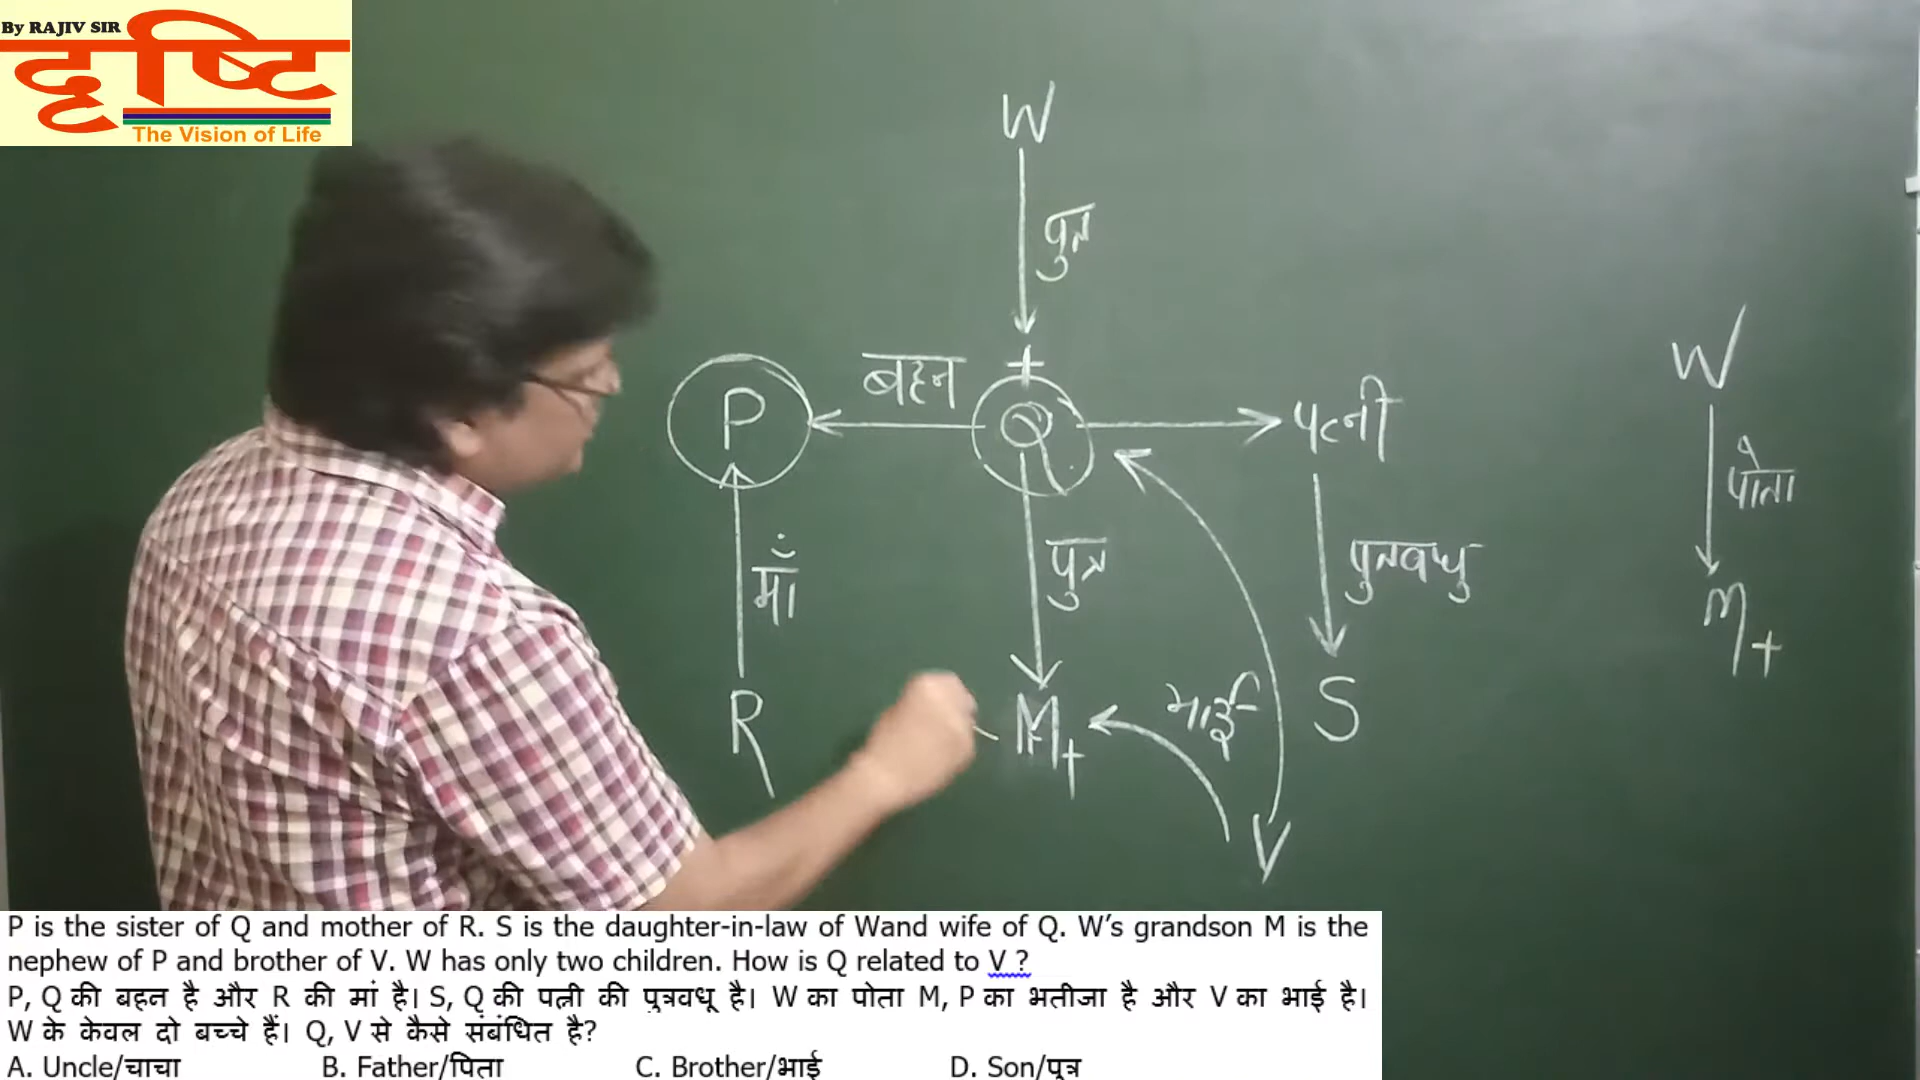 By RAJIV SIR
दृष्टि
The Vision of Life
W
पुत्र
P
बहन
Q
पत्नी
माँ
पुत्र
पुत्रवधु
R
M+
भाई
S
V
W
पोता
M+
P is the sister of Q and mother of R. S is the daughter-in-law of Wand wife of Q. W’s grandson M is the
nephew of P and brother of V. W has only two children. How is Q related to V ?
P, Q की बहन है और R की मां है। S, Q की पत्नी की पुत्रवधू है। W का पोता M, P का भतीजा है और V का भाई है।
W के केवल दो बच्चे हैं। Q, V से कैसे संबंधित है?
A. Uncle/चाचा B. Father/पिता C. Brother/भाई D. Son/पुत्र